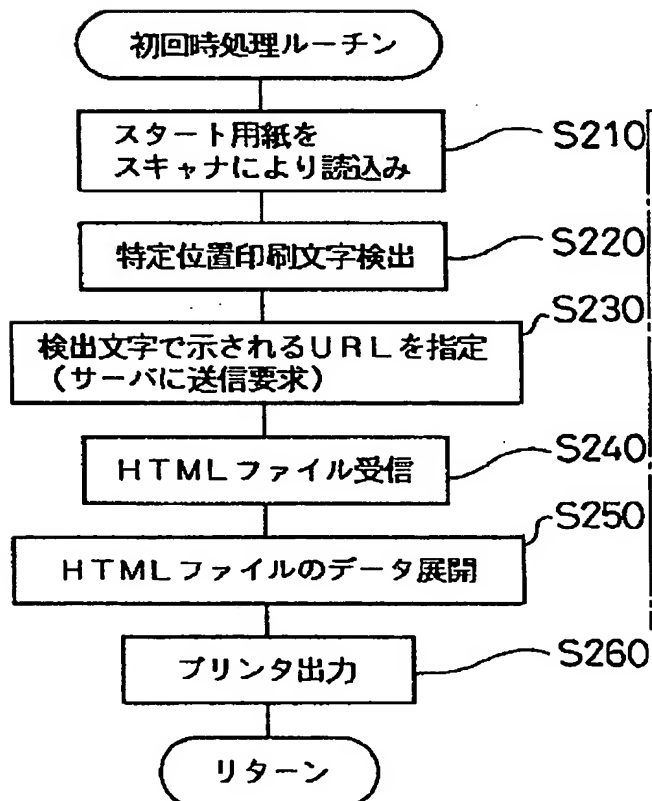 初回時処理ルーチン
スタート用紙を
スキャナにより読込み
S210
特定位置印刷文字検出
S220
S230
検出文字で示されるURLを指定
(サーバに送信要求)
HTMLファイル受信
S240
S250
HTMLファイルのデータ展開
プリンタ出力
S260
リターン